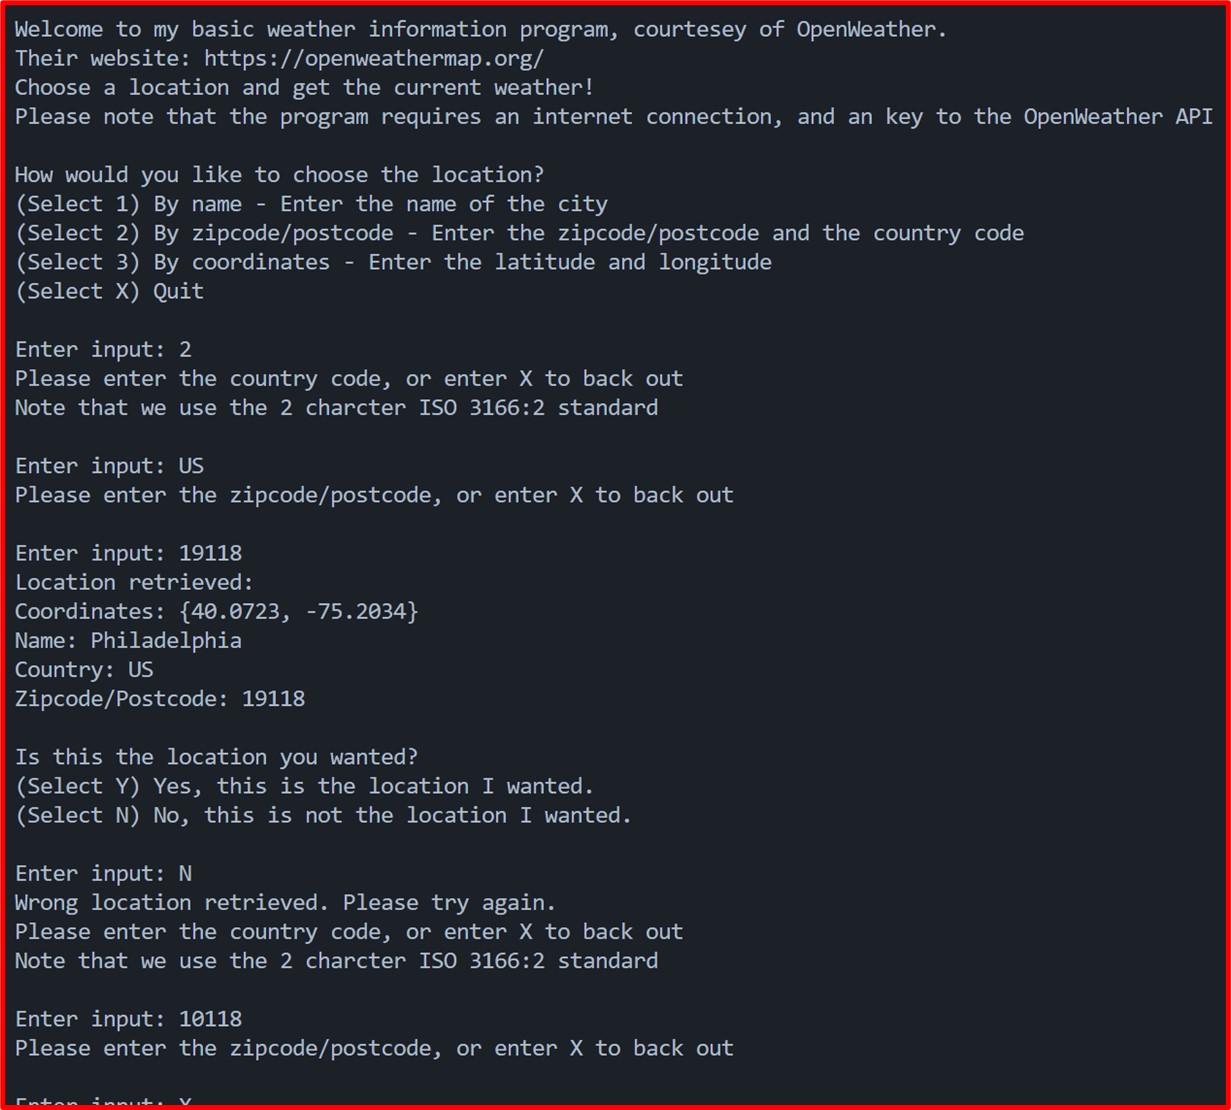 Welcome to my basic weather information program, courtesey of OpenWeather.
Their website: https://openweathermap.org/
Choose a location and get the current weather!
Please note that the program requires an internet connection, and an key to the OpenWeather API
How would you like to choose the location?
(Select 1) By name - Enter the name of the city
(Select 2) By zipcode/postcode - Enter the zipcode/postcode and the country code
(Select 3) By coordinates - Enter the latitude and longitude
(Select X) Quit
Enter input: 2
Please enter the country code, or enter X to back out
Note that we use the 2 charcter ISO 3166:2 standard
Enter input: US
Please enter the zipcode/postcode, or enter X to back out
Enter input: 19118
Location retrieved:
Coordinates: {40.0723, -75.2034}
Name: Philadelphia
Country: US
Zipcode/Postcode: 19118
Is this the location you wanted?
(Select Y) Yes, this is the location I wanted.
(Select N) No, this is not the location I wanted.
Enter input: N
Wrong location retrieved. Please try again.
Please enter the country code, or enter X to back out
Note that we use the 2 charcter ISO 3166:2 standard
Enter input: 10118
Please enter the zipcode/postcode, or enter X to back out
Enter input: